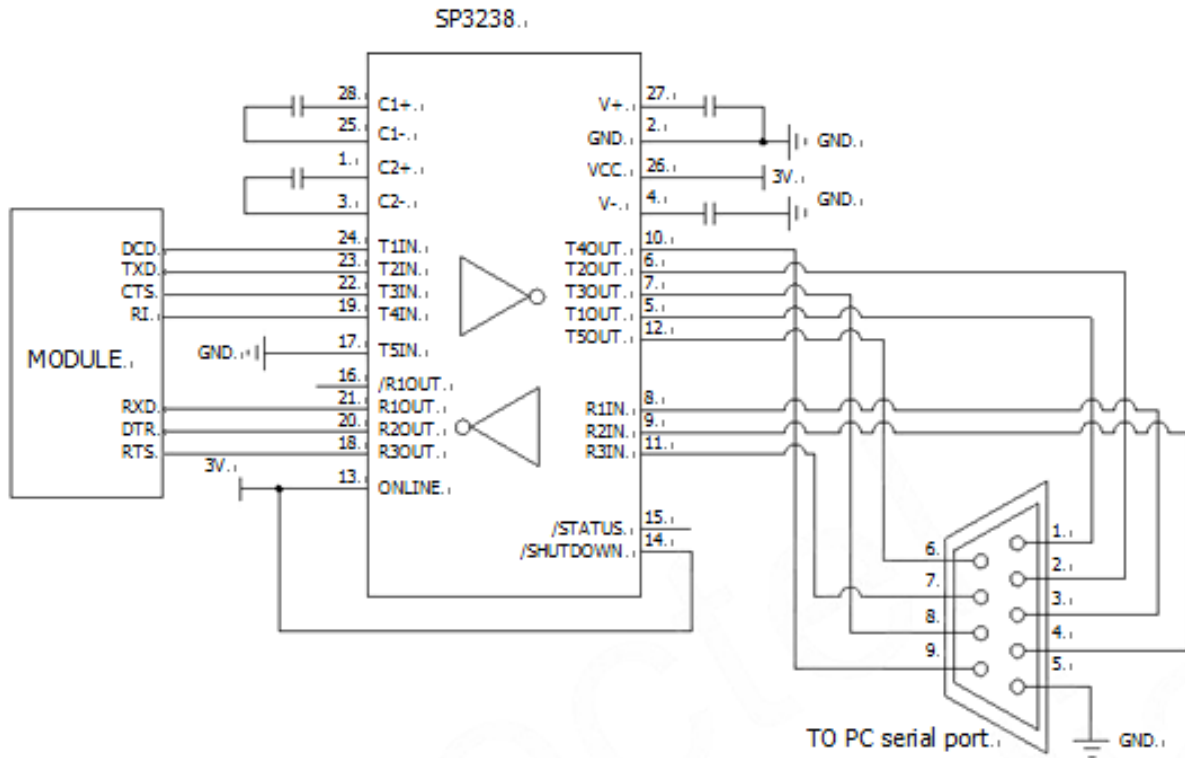 SP3238.
28. C1+. V+. 27.
25. C1-. GND. 2. GND.
1. C2+. VCC. 26. 3V.
3. C2-. V-. 4. GND.
DCD. 24. T1IN. T4OUT. 10.
TXD. 23. T2IN. T2OUT. 6.
CTS. 22. T3IN. T3OUT. 7.
RI. 19. T4IN. T1OUT. 5.
GND. 17. T5IN. T5OUT. 12.
MODULE.
16. /R1OUT.
RXD. 21. R1OUT. R1IN. 8.
DTR. 20. R2OUT. R2IN. 9.
RTS. 18. R3OUT. R3IN. 11.
3V. 13. ONLINE.
/STATUS. 15.
/SHUTDOWN. 14.
1.
6.
2.
7.
3.
8.
4.
9.
5.
TO PC serial port. GND.